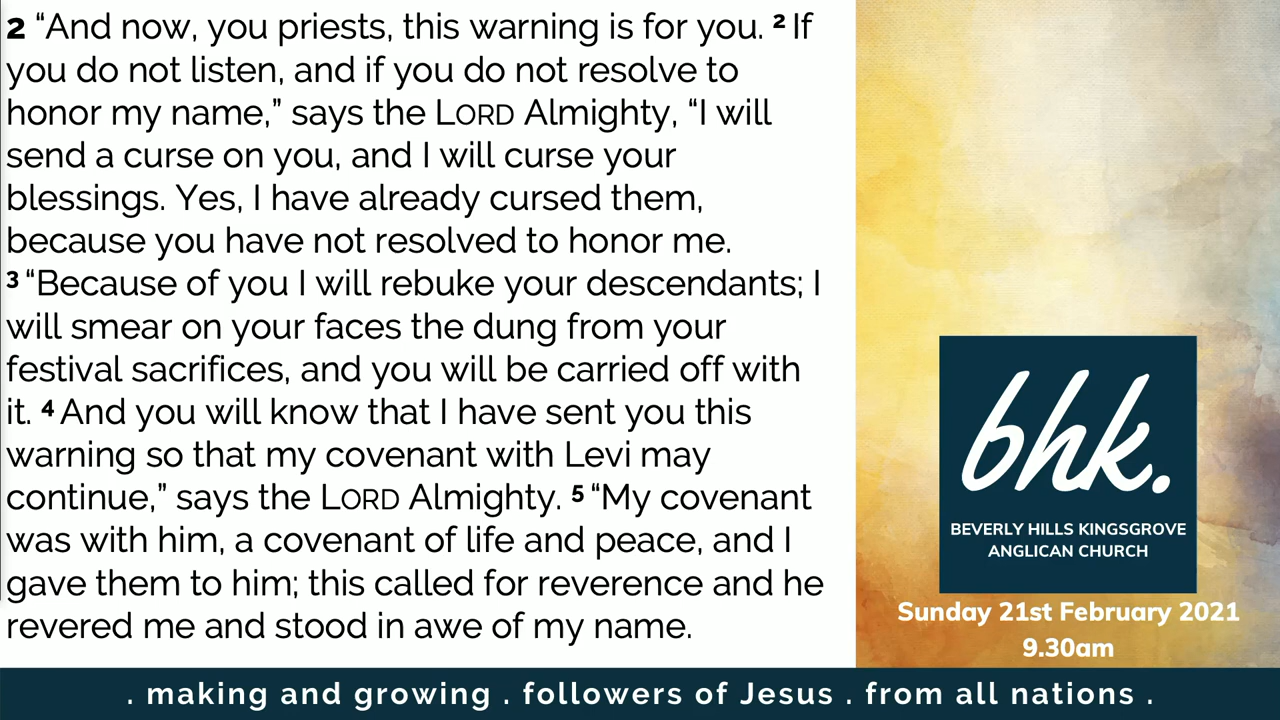 2 “And now, you priests, this warning is for you. 2 If
you do not listen, and if you do not resolve to
honor my name,” says the LORD Almighty, “I will
send a curse on you, and I will curse your
blessings. Yes, I have already cursed them,
because you have not resolved to honor me.
3 “Because of you I will rebuke your descendants; I
will smear on your faces the dung from your
festival sacrifices, and you will be carried off with
it. 4 And you will know that I have sent you this
warning so that my covenant with Levi may
continue,” says the LORD Almighty. 5 “My covenant
was with him, a covenant of life and peace, and I
gave them to him; this called for reverence and he
revered me and stood in awe of my name.
bhk.
BEVERLY HILLS KINGSGROVE
ANGLICAN CHURCH
Sunday 21st February 2021
9.30am
. making and growing . followers of Jesus . from all nations .